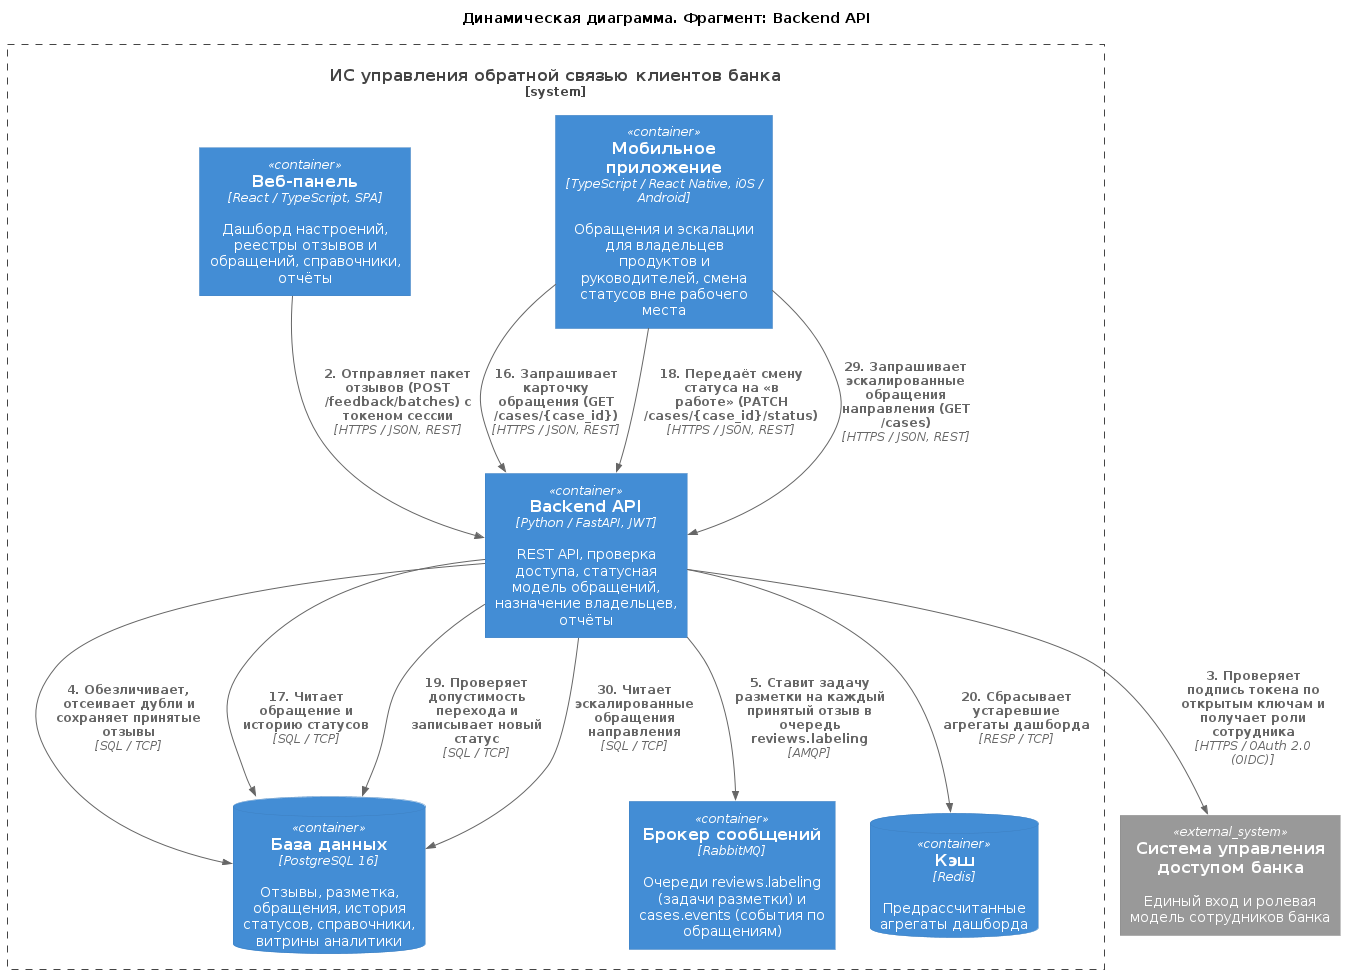 Динамическая диаграмма. Фрагмент: Backend API
ИС управления обратной связью клиентов банка
[system]
«container»
Веб-панель
[React / TypeScript, SPA]
Дашборд настроений,
реестры отзывов и
обращений, справочники,
отчёты
«container»
Мобильное
приложение
[TypeScript / React Native, iOS /
Android]
Обращения и эскалации
для владельцев
продуктов и
руководителей, смена
статусов вне рабочего
места
2. Отправляет пакет
отзывов (POST
/feedback/batches) с
токеном сессии
[HTTPS / JSON, REST]
16. Запрашивает
карточку
обращения (GET
/cases/{case_id})
[HTTPS / JSON, REST]
18. Передаёт смену
статуса на «в
работе» (PATCH
/cases/{case_id}/status)
[HTTPS / JSON, REST]
29. Запрашивает
эскалированные
обращения
направления (GET
/cases)
[HTTPS / JSON, REST]
«container»
Backend API
[Python / FastAPI, JWT]
REST API, проверка
доступа, статусная
модель обращений,
назначение владельцев,
отчёты
4. Обезличивает,
отсеивает дубли и
сохраняет принятые
отзывы
[SQL / TCP]
17. Читает
обращение и
историю статусов
[SQL / TCP]
19. Проверяет
допустимость
перехода и
записывает новый
статус
[SQL / TCP]
30. Читает
эскалированные
обращения
направления
[SQL / TCP]
5. Ставит задачу
разметки на каждый
принятый отзыв в
очередь
reviews.labeling
[AMQP]
20. Сбрасывает
устаревшие
агрегаты дашборда
[RESP / TCP]
3. Проверяет
подпись токена по
открытым ключам и
получает роли
сотрудника
[HTTPS / OAuth 2.0
(OIDC)]
«container»
База данных
[PostgreSQL 16]
Отзывы, разметка,
обращения, история
статусов, справочники,
витрины аналитики
«container»
Брокер сообщений
[RabbitMQ]
Очереди reviews.labeling
(задачи разметки) и
cases.events (события по
обращениям)
«container»
Кэш
[Redis]
Предрассчитанные
агрегаты дашборда
«external_system»
Система управления
доступом банка
Единый вход и ролевая
модель сотрудников банка